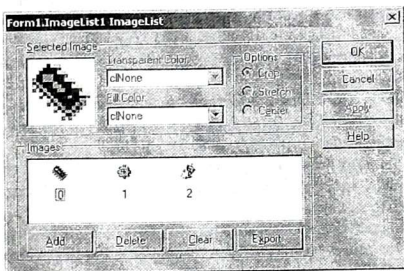 Form1.ImageList1 ImageList
Selected Image
Transparent Color:
clNone
Fill Color:
clNone
Options
Crop
Stretch
Center
OK
Cancel
Apply
Help
Images
0 1 2
Add... Delete Clear Export...